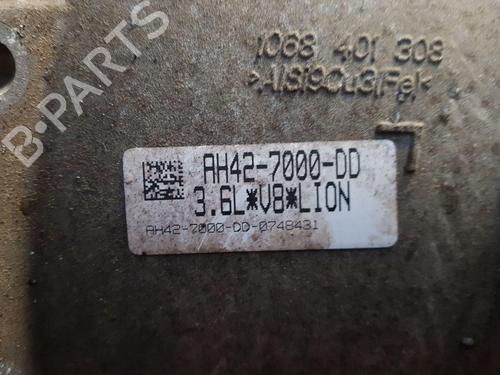 B-PARTS
1068 401 308
>AlSi9Cu3(Fe)<
AH42-7000-DD
3.6L*V8*LION
AH42-7000-DD-0748431